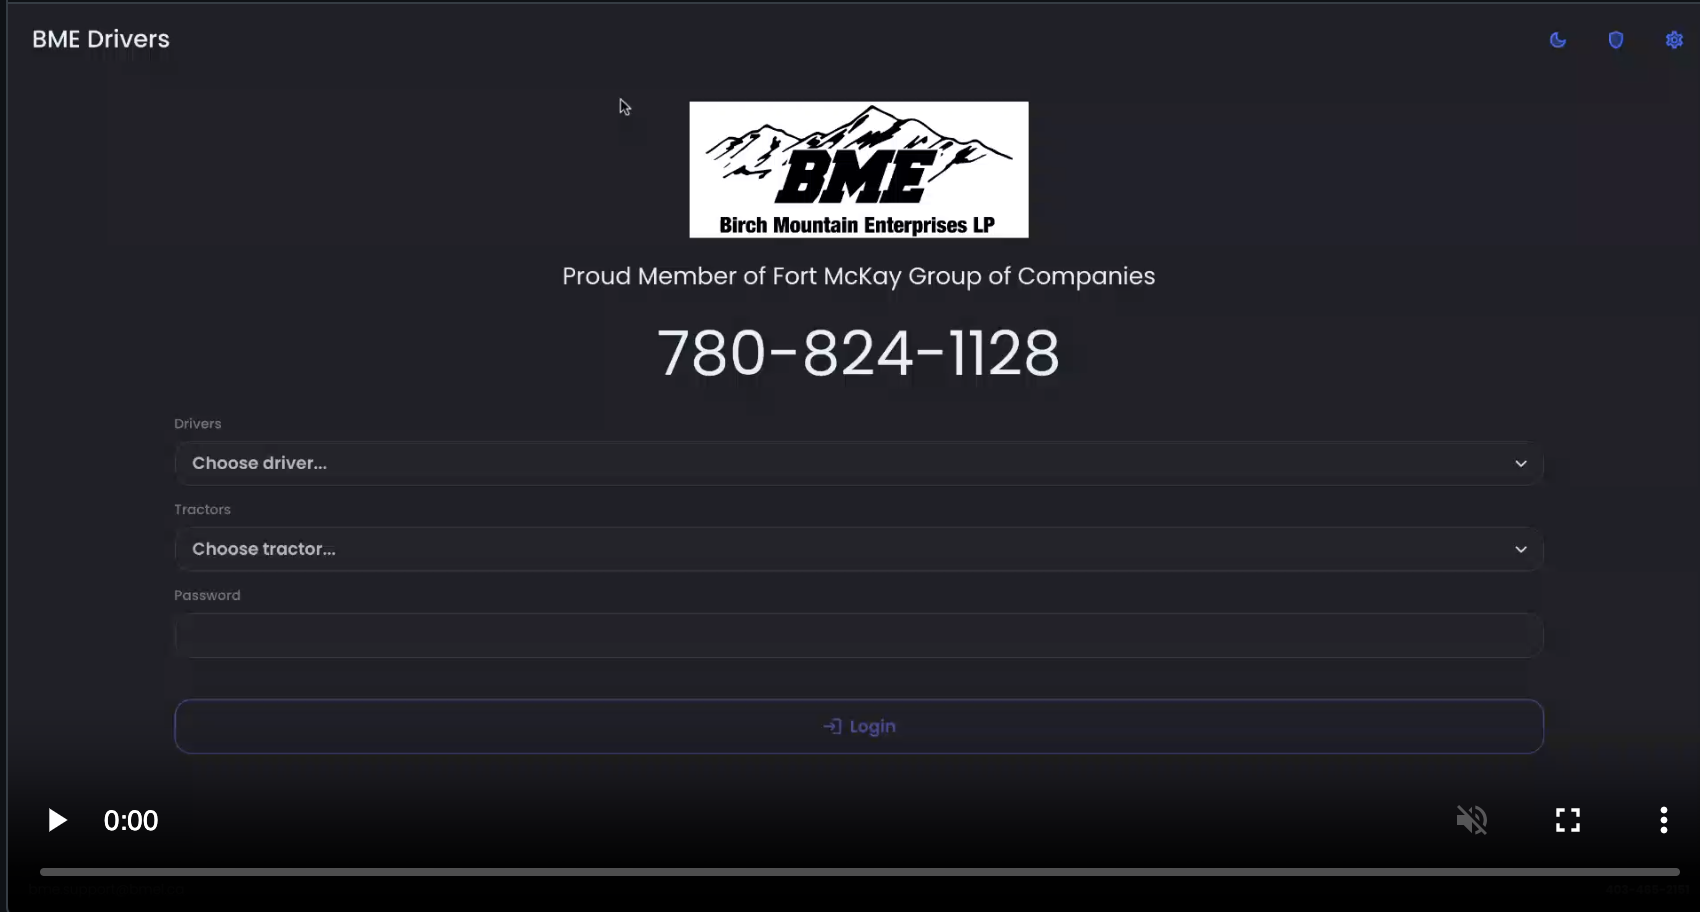 BME Drivers
BME
Birch Mountain Enterprises LP
Proud Member of Fort McKay Group of Companies
780-824-1128
Drivers
Choose driver...
Tractors
Choose tractor...
Password
Login
0:00